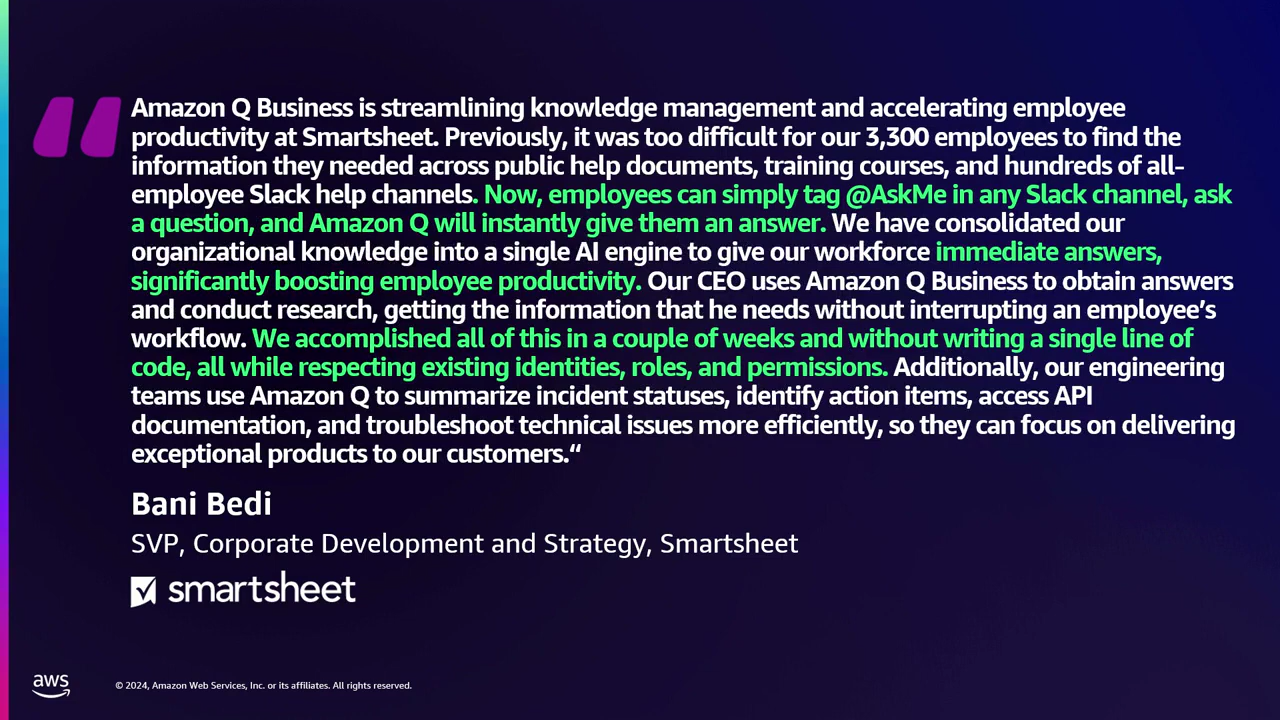 Amazon Q Business is streamlining knowledge management and accelerating employee
productivity at Smartsheet. Previously, it was too difficult for our 3,300 employees to find the
information they needed across public help documents, training courses, and hundreds of all-
employee Slack help channels. Now, employees can simply tag @AskMe in any Slack channel, ask
a question, and Amazon Q will instantly give them an answer. We have consolidated our
organizational knowledge into a single AI engine to give our workforce immediate answers,
significantly boosting employee productivity. Our CEO uses Amazon Q Business to obtain answers
and conduct research, getting the information that he needs without interrupting an employee’s
workflow. We accomplished all of this in a couple of weeks and without writing a single line of
code, all while respecting existing identities, roles, and permissions. Additionally, our engineering
teams use Amazon Q to summarize incident statuses, identify action items, access API
documentation, and troubleshoot technical issues more efficiently, so they can focus on delivering
exceptional products to our customers.“
Bani Bedi
SVP, Corporate Development and Strategy, Smartsheet
smartsheet
aws
© 2024, Amazon Web Services, Inc. or its affiliates. All rights reserved.